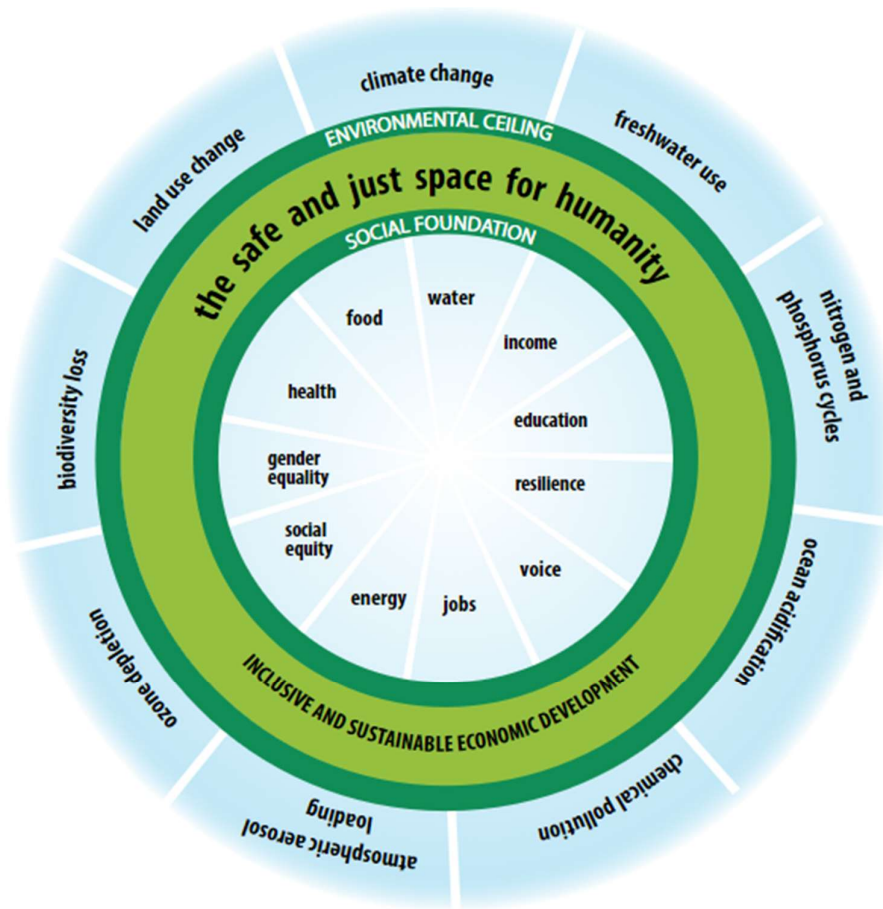 climate change
freshwater use
nitrogen and
phosphorus cycles
ocean acidification
chemical pollution
atmospheric aerosol
loading
ozone depletion
biodiversity loss
land use change
ENVIRONMENTAL CEILING
the safe and just space for humanity
SOCIAL FOUNDATION
water
income
education
resilience
voice
jobs
energy
social
equity
gender
equality
health
food
INCLUSIVE AND SUSTAINABLE ECONOMIC DEVELOPMENT